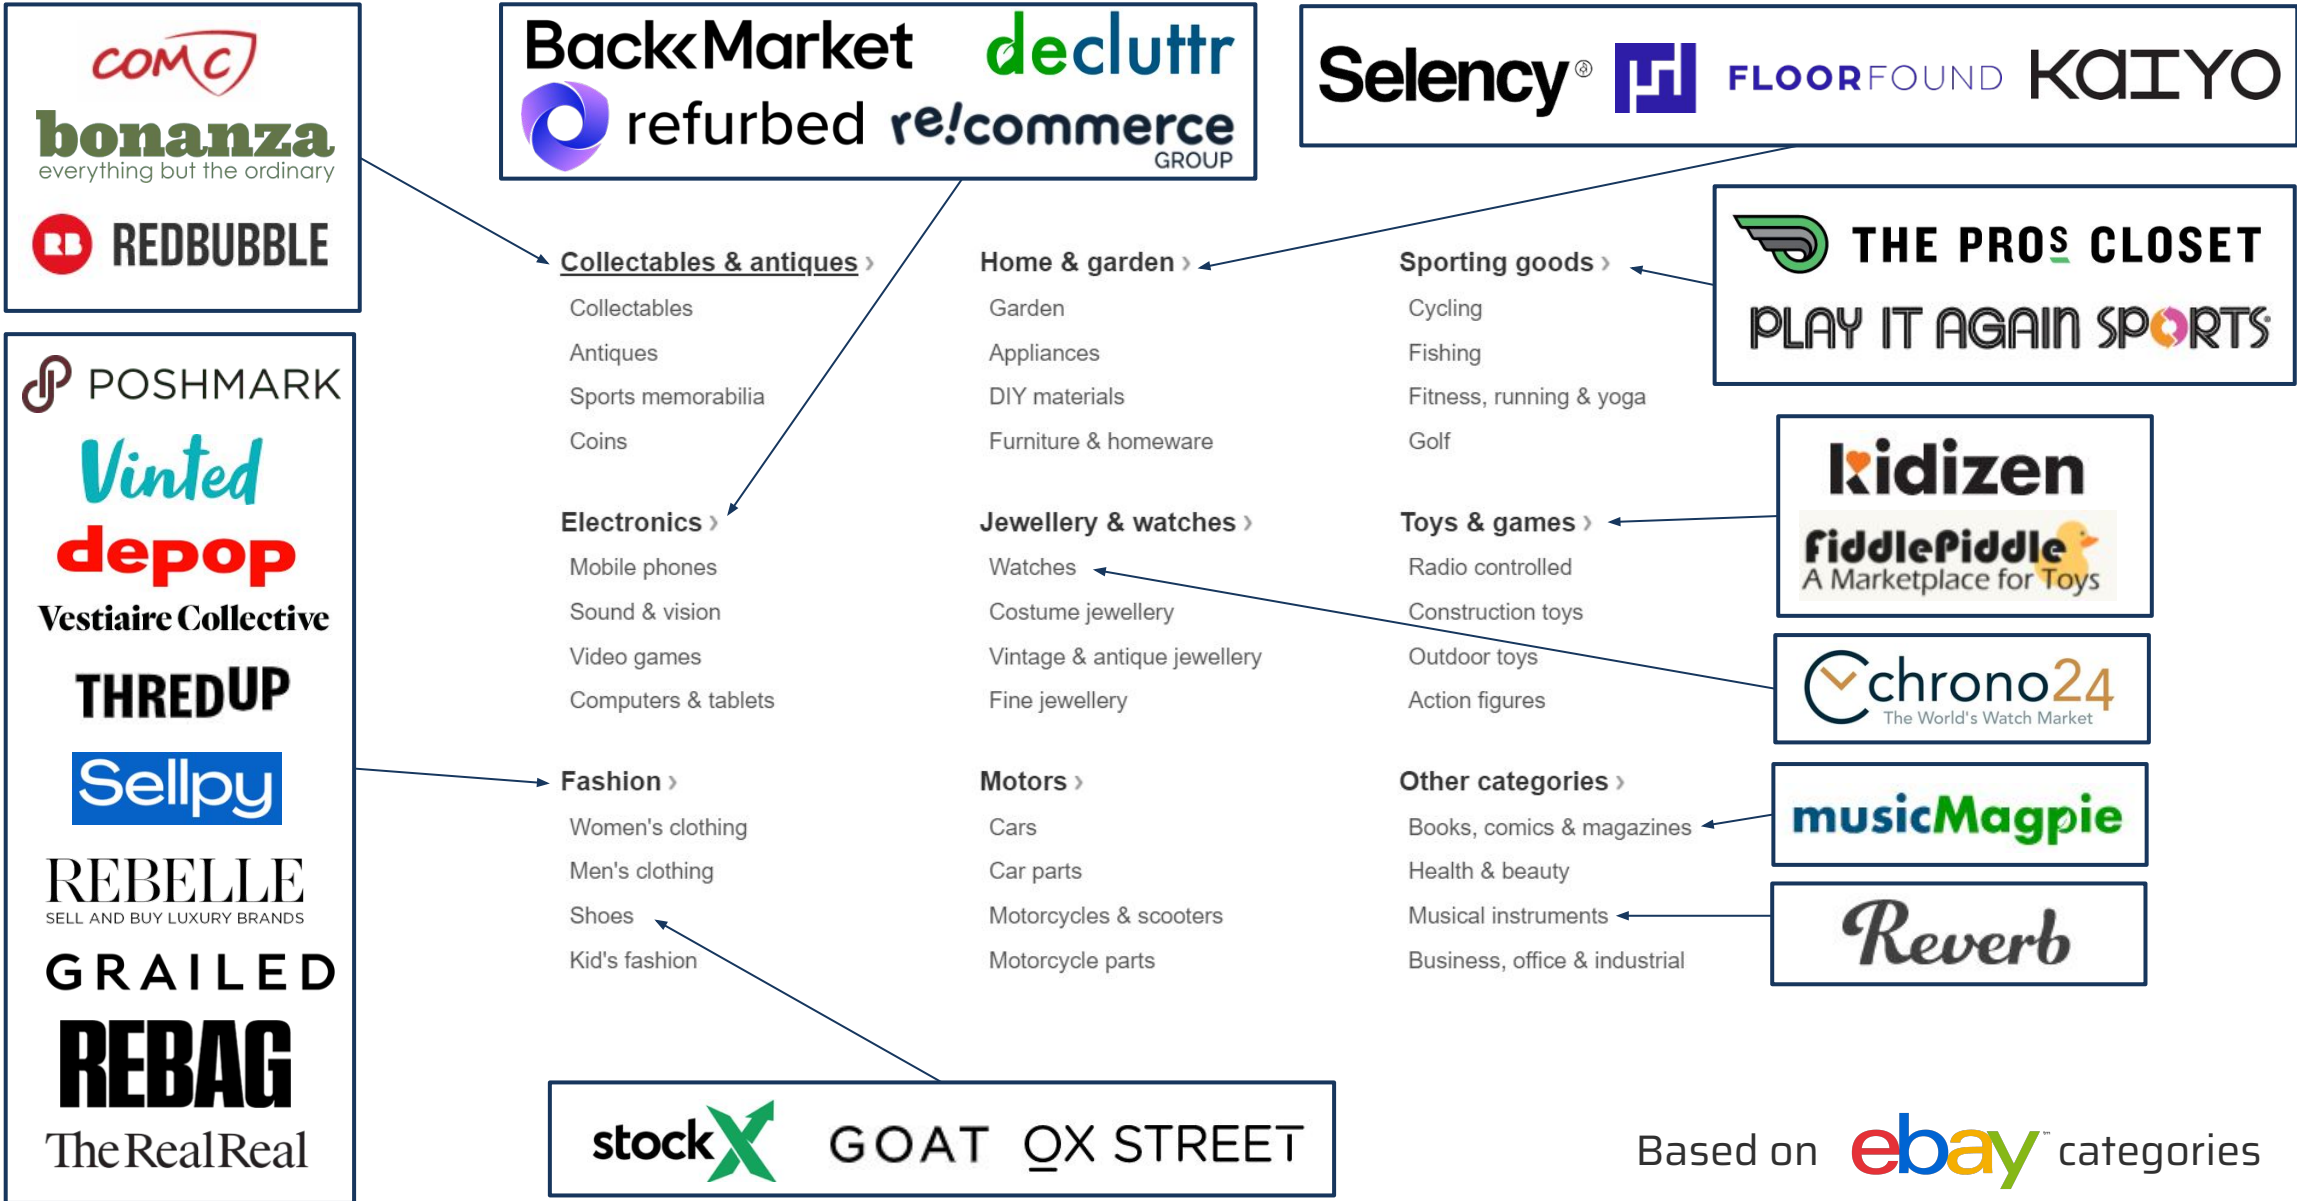 COMC
bonanza
everything but the ordinary
RB REDBUBBLE
BackMarket
decluttr
refurbed
re!commerce
GROUP
Selency
FLOORFOUND
KAIYO
THE PROS CLOSET
PLAY IT AGAIN SPORTS
POSHMARK
Vinted
depop
Vestiaire Collective
THREDUP
Sellpy
REBELLE
SELL AND BUY LUXURY BRANDS
GRAILED
REBAG
TheRealReal
Collectables & antiques ›
Collectables
Antiques
Sports memorabilia
Coins
Home & garden ›
Garden
Appliances
DIY materials
Furniture & homeware
Sporting goods ›
Cycling
Fishing
Fitness, running & yoga
Golf
Electronics ›
Mobile phones
Sound & vision
Video games
Computers & tablets
Jewellery & watches ›
Watches
Costume jewellery
Vintage & antique jewellery
Fine jewellery
Toys & games ›
Radio controlled
Construction toys
Outdoor toys
Action figures
Fashion ›
Women's clothing
Men's clothing
Shoes
Kid's fashion
Motors ›
Cars
Car parts
Motorcycles & scooters
Motorcycle parts
Other categories ›
Books, comics & magazines
Health & beauty
Musical instruments
Business, office & industrial
kidizen
FiddlePiddle
A Marketplace for Toys
chrono24
The World's Watch Market
musicMagpie
Reverb
stockX
GOAT
OX STREET
Based on ebay™ categories